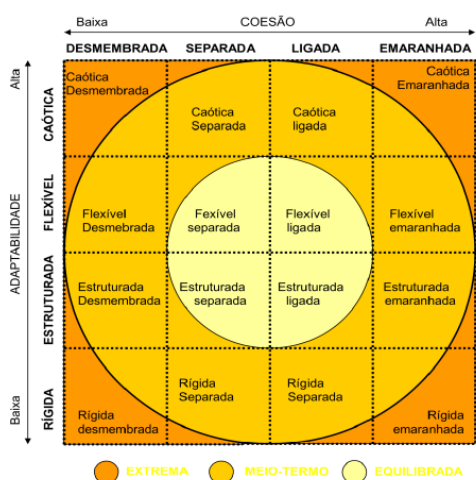 Baixa COESÃO Alta
DESMEMBRADA SEPARADA LIGADA EMARANHADA
ADAPTABILIDADE
Alta
Baixa
CAÓTICA
FLEXÍVEL
ESTRUTURADA
RÍGIDA
Caótica
Desmembrada
Caótica
Separada
Caótica
ligada
Caótica
Emaranhada
Flexível
Desmebrada
Fexível
separada
Flexível
ligada
Flexível
emaranhada
Estruturada
Desmembrada
Estruturada
separada
Estruturada
ligada
Estruturada
emaranhada
Rígida
desmembrada
Rígida
Separada
Rígida
Separada
Rígida
emaranhada
EXTREMA MEIO-TERMO EQUILIBRADA